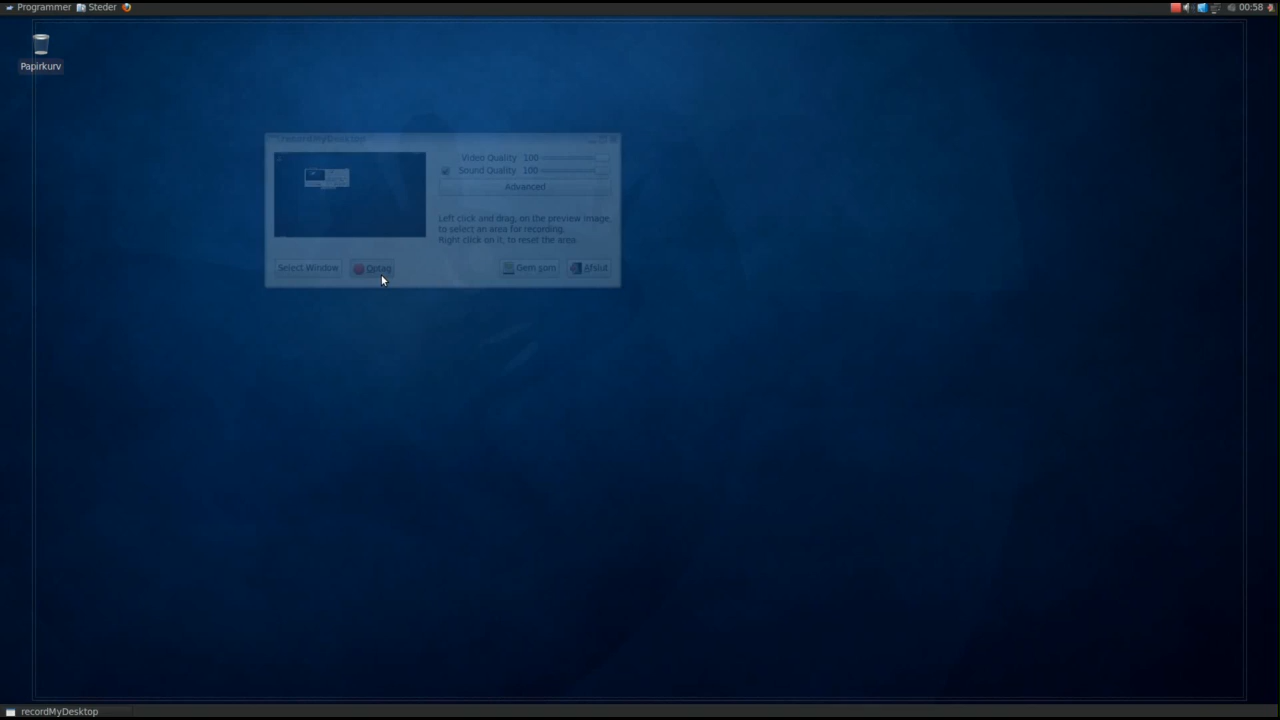 Programmer Steder 00:58
Papirkurv
recordMyDesktop
Video Quality 100
Sound Quality 100
Advanced
Left click and drag, on the preview image,
to select an area for recording.
Right click on it, to reset the area.
Select Window Optag Gem som Afslut
recordMyDesktop